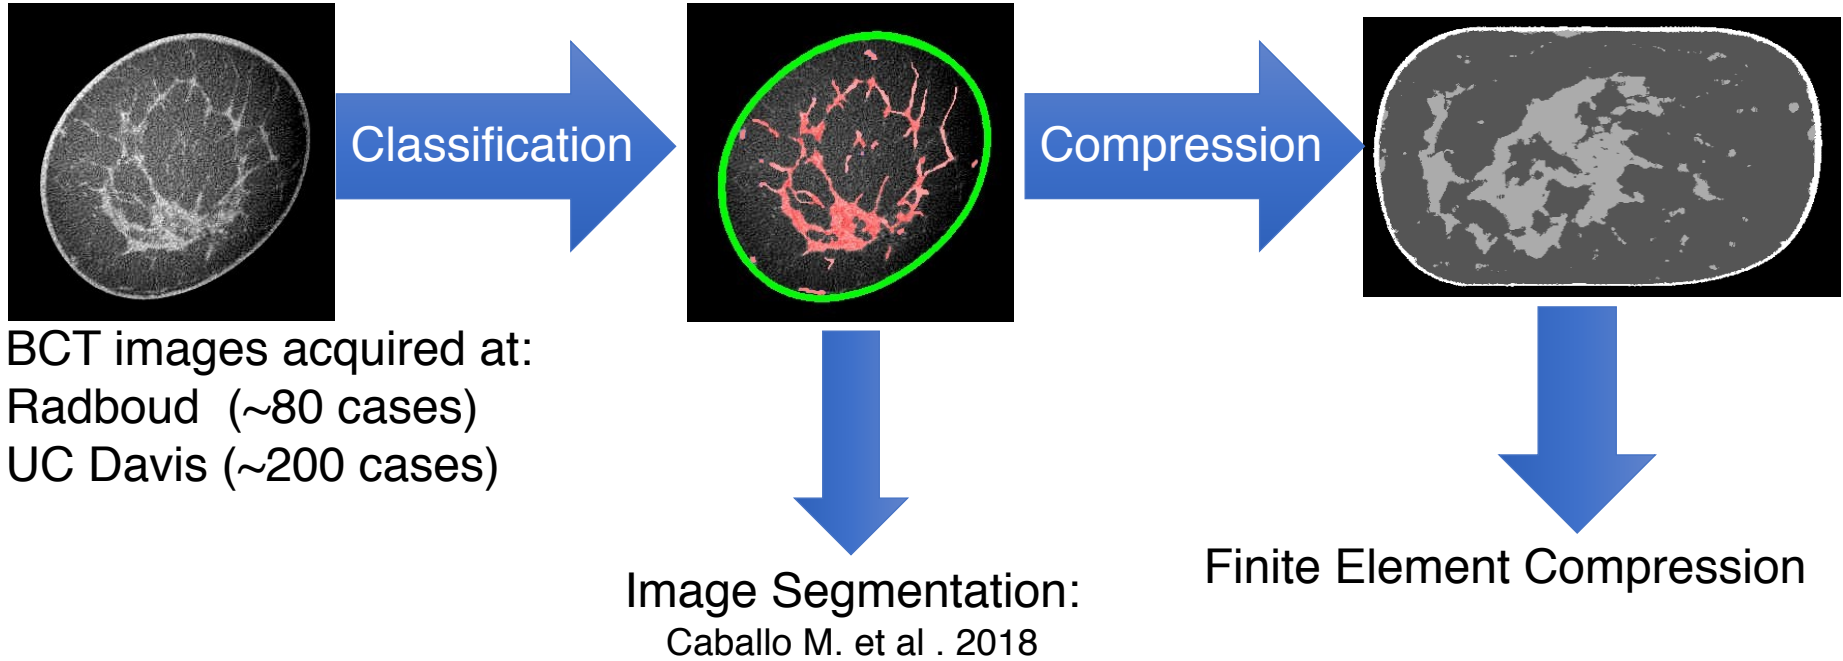 Classification
Compression
BCT images acquired at:
Radboud  (~80 cases)
UC Davis (~200 cases)
Image Segmentation:
Caballo M. et al . 2018
Finite Element Compression